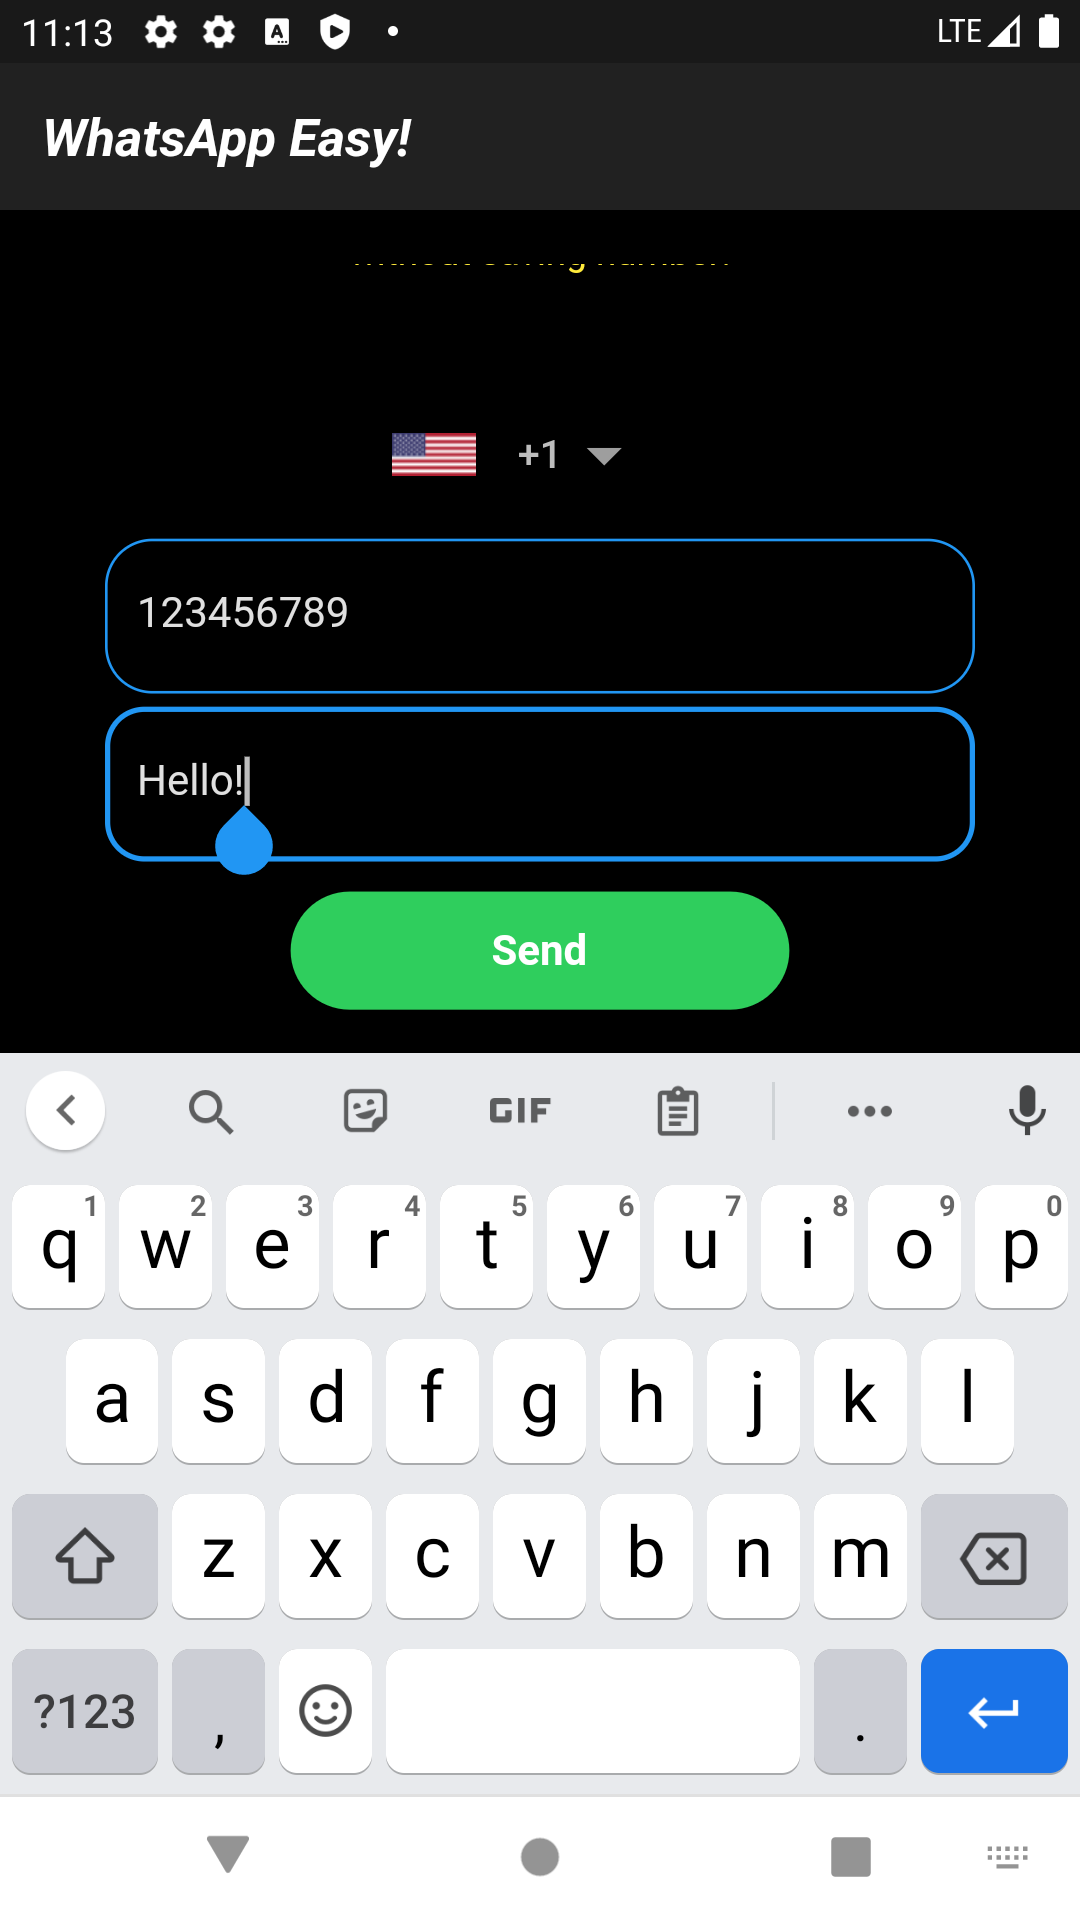 11:13
LTE
WhatsApp Easy!
+1
123456789
Hello!
Send
GIF
1 2 3 4 5 6 7 8 9 0
q w e r t y u i o p
a s d f g h j k l
z x c v b n m
?123 , .